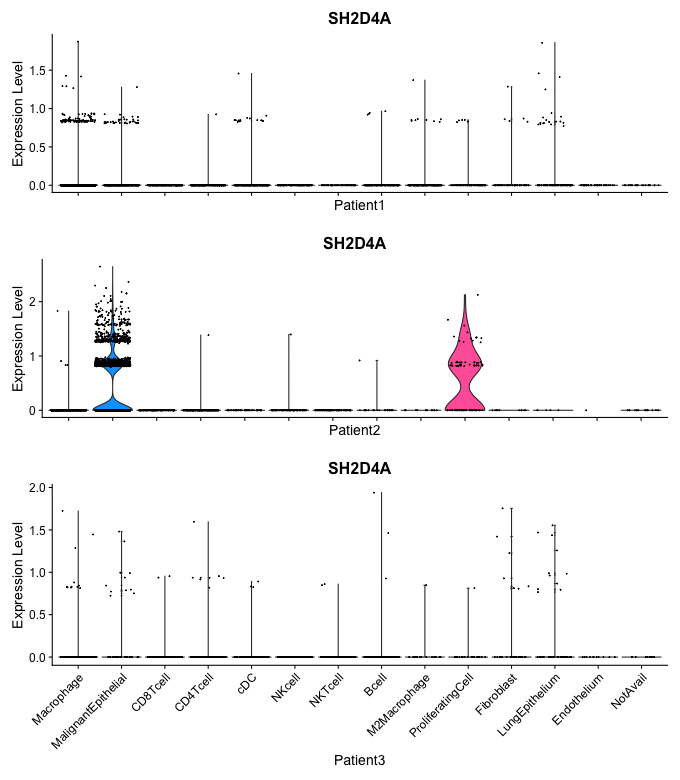 SH2D4A
Expression Level
1.5
1.0
0.5
0.0
Patient1
SH2D4A
Expression Level
2
1
0
Patient2
SH2D4A
Expression Level
2.0
1.5
1.0
0.5
0.0
Macrophage
MalignantEpithelial
CD8Tcell
CD4Tcell
cDC
NKcell
NKTcell
Bcell
M2Macrophage
ProliferatingCell
Fibroblast
LungEpithelium
Endothelium
NotAvail
Patient3